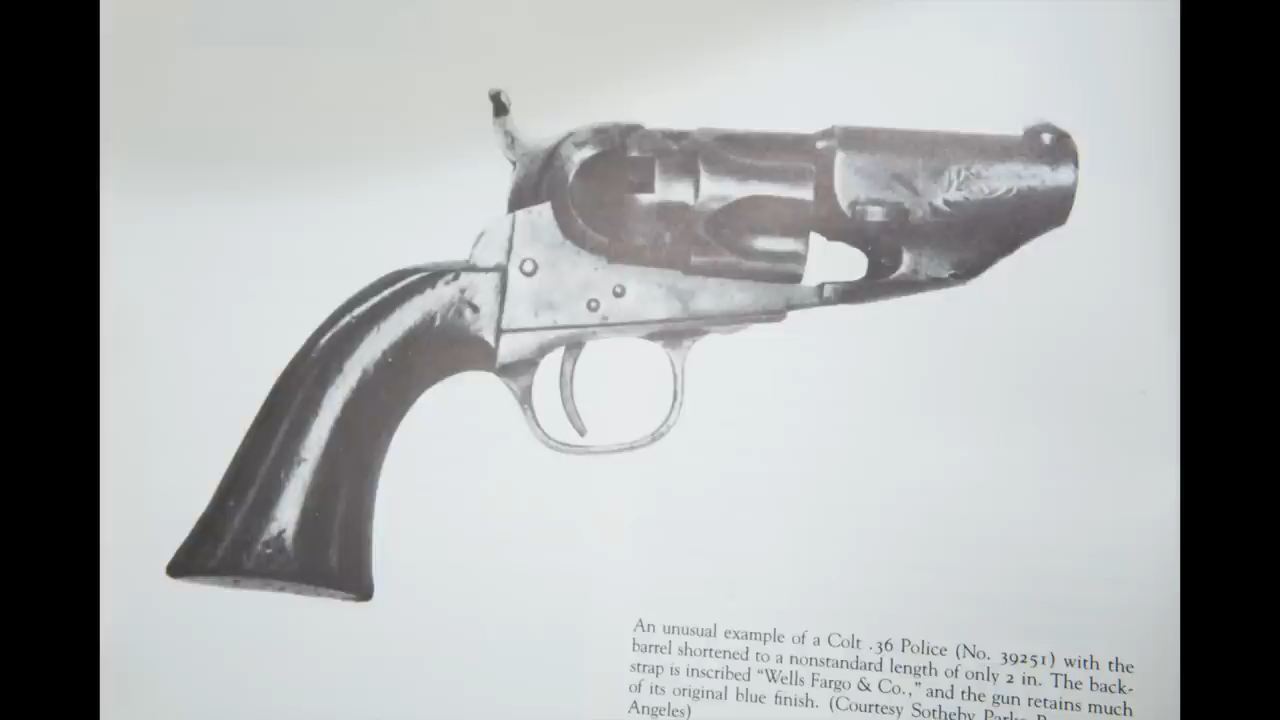 An unusual example of a Colt .36 Police (No. 39251) with the
barrel shortened to a nonstandard length of only 2 in. The back-
strap is inscribed "Wells Fargo & Co.," and the gun retains much
of its original blue finish. (Courtesy Sotheby Parke
Angeles)